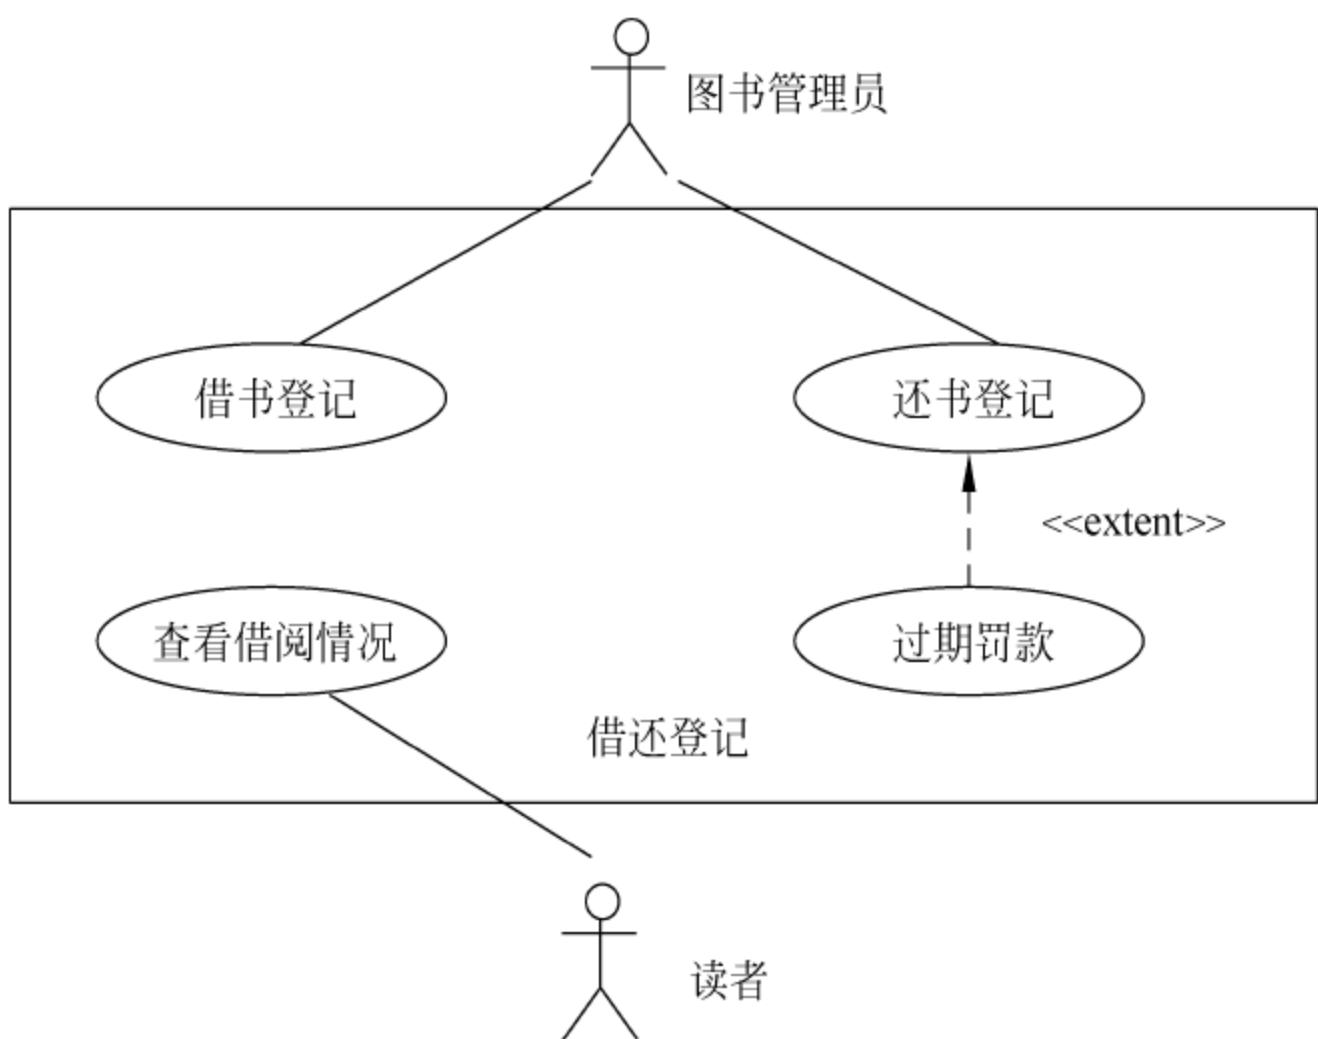 图书管理员
借书登记
还书登记
<<extent>>
查看借阅情况
过期罚款
借还登记
读者